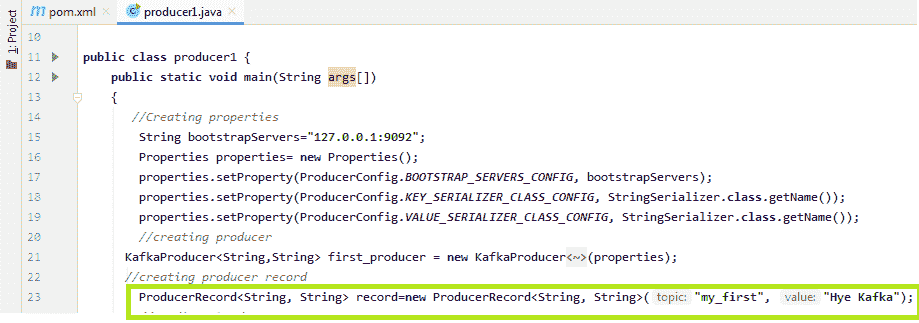 1: Project
pom.xml × producer1.java ×
10
11 public class producer1 {
12 public static void main(String args[])
13 {
14 //Creating properties
15 String bootstrapServers="127.0.0.1:9092";
16 Properties properties= new Properties();
17 properties.setProperty(ProducerConfig.BOOTSTRAP_SERVERS_CONFIG, bootstrapServers);
18 properties.setProperty(ProducerConfig.KEY_SERIALIZER_CLASS_CONFIG, StringSerializer.class.getName());
19 properties.setProperty(ProducerConfig.VALUE_SERIALIZER_CLASS_CONFIG, StringSerializer.class.getName());
20 //creating producer
21 KafkaProducer<String,String> first_producer = new KafkaProducer<~>(properties);
22 //creating producer record
23 ProducerRecord<String, String> record=new ProducerRecord<String, String>( topic: "my_first", value: "Hye Kafka");